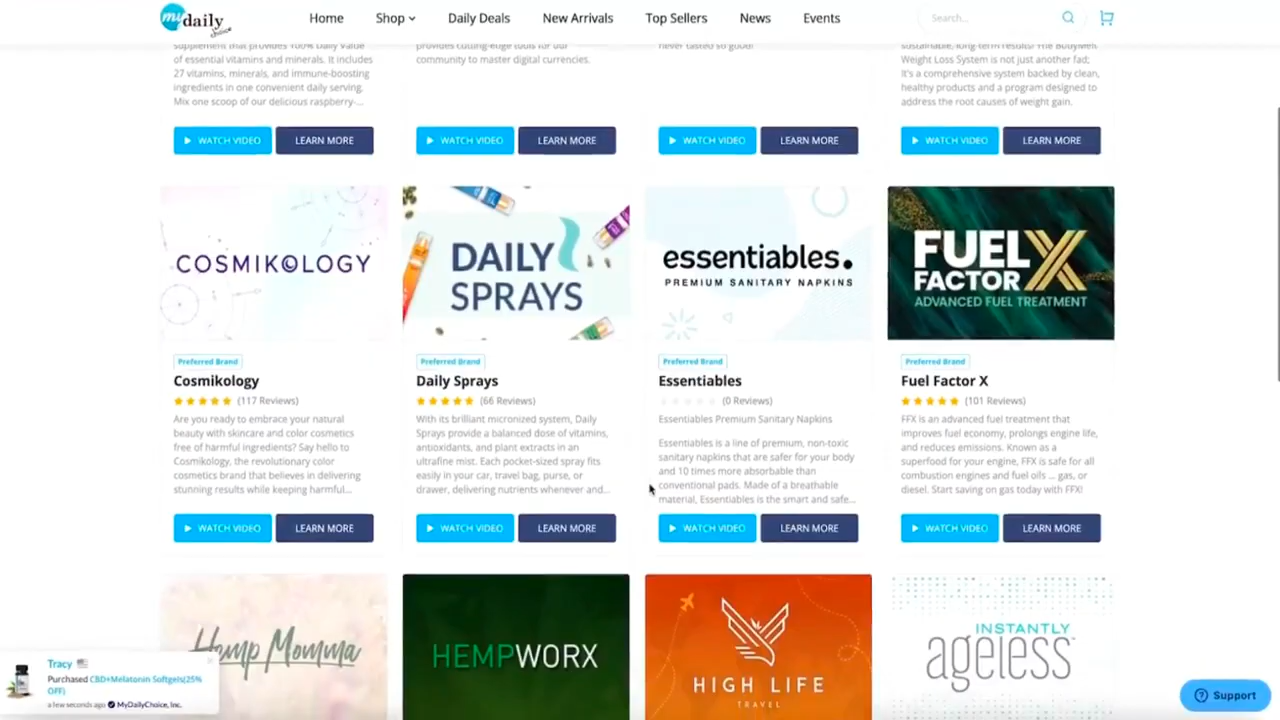 my daily
Home Shop Daily Deals New Arrivals Top Sellers News Events Search...
supplement that provides 100% Daily Value
of essential vitamins and minerals. It includes
27 vitamins, minerals, and immune-boosting
ingredients in one convenient daily serving.
Mix one scoop of our delicious raspberry-...
WATCH VIDEO LEARN MORE
provides cutting-edge tools for our
community to master digital currencies.
WATCH VIDEO LEARN MORE
never tasted so good!
WATCH VIDEO LEARN MORE
sustainable, long-term results! The BodyMelt
Weight Loss System is not just another fad;
It's a comprehensive system backed by clean,
healthy products and a program designed to
address the root causes of weight gain.
WATCH VIDEO LEARN MORE
COSMIKOLOGY
Preferred Brand
Cosmikology
(117 Reviews)
Are you ready to embrace your natural
beauty with skincare and color cosmetics
free of harmful ingredients? Say hello to
Cosmikology, the revolutionary color
cosmetics brand that believes in delivering
stunning results while keeping harmful...
WATCH VIDEO LEARN MORE
DAILY
SPRAYS
Preferred Brand
Daily Sprays
(66 Reviews)
With its brilliant micronized system, Daily
Sprays provide a balanced dose of vitamins,
antioxidants, and plant extracts in an
ultrafine mist. Each pocket-sized spray fits
easily in your car, travel bag, purse, or
drawer, delivering nutrients whenever and...
WATCH VIDEO LEARN MORE
essentiables.
PREMIUM SANITARY NAPKINS
Preferred Brand
Essentiables
(0 Reviews)
Essentiables Premium Sanitary Napkins
Essentiables is a line of premium, non-toxic
sanitary napkins that are safer for your body
and 10 times more absorbable than
conventional pads. Made of a breathable
material, Essentiables is the smart and safe...
WATCH VIDEO LEARN MORE
FUEL
FACTOR X
ADVANCED FUEL TREATMENT
Preferred Brand
Fuel Factor X
(101 Reviews)
FFX is an advanced fuel treatment that
improves fuel economy, prolongs engine life,
and reduces emissions. Known as a
superfood for your engine, FFX is safe for all
combustion engines and fuel oils ... gas, or
diesel. Start saving on gas today with FFX!
WATCH VIDEO LEARN MORE
Hemp Momma
HEMPWORX
HIGH LIFE
TRAVEL
INSTANTLY
ageless™
Tracy
Purchased CBD+Melatonin Softgels(25%
OFF)
a few seconds ago MyDailyChoice, Inc.
Support